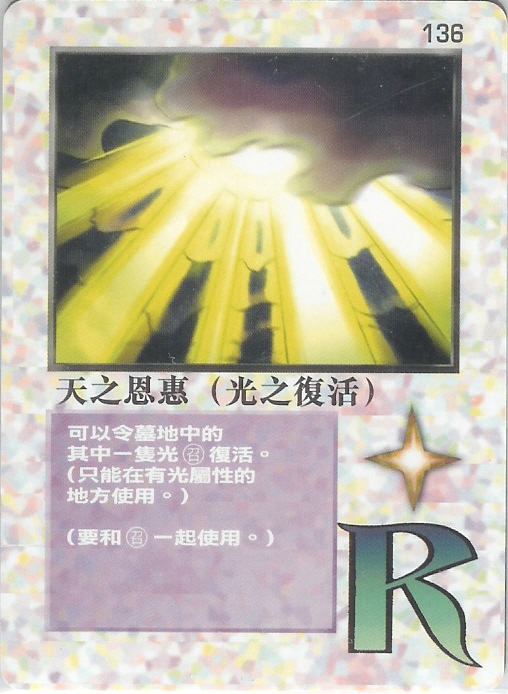 136
天之恩惠（光之復活）
可以令墓地中的
其中一隻光㊁復活。
(只能在有光屬性的
地方使用。)
(要和 召 一起使用。)
R